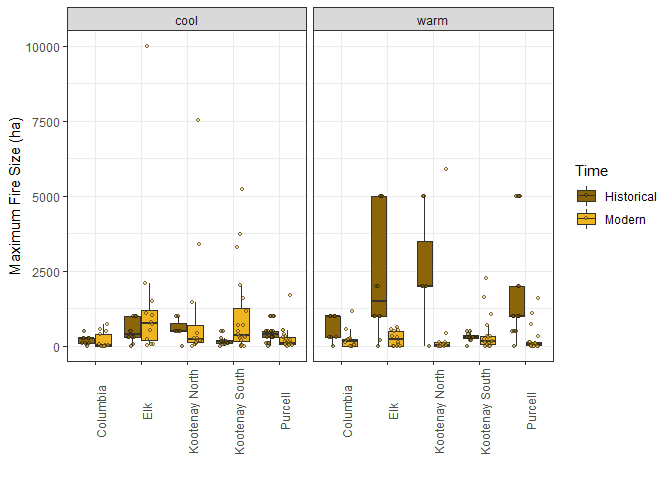 cool
warm
Maximum Fire Size (ha)
10000
7500
5000
2500
0
Columbia
Elk
Kootenay North
Kootenay South
Purcell
Columbia
Elk
Kootenay North
Kootenay South
Purcell
Time
Historical
Modern